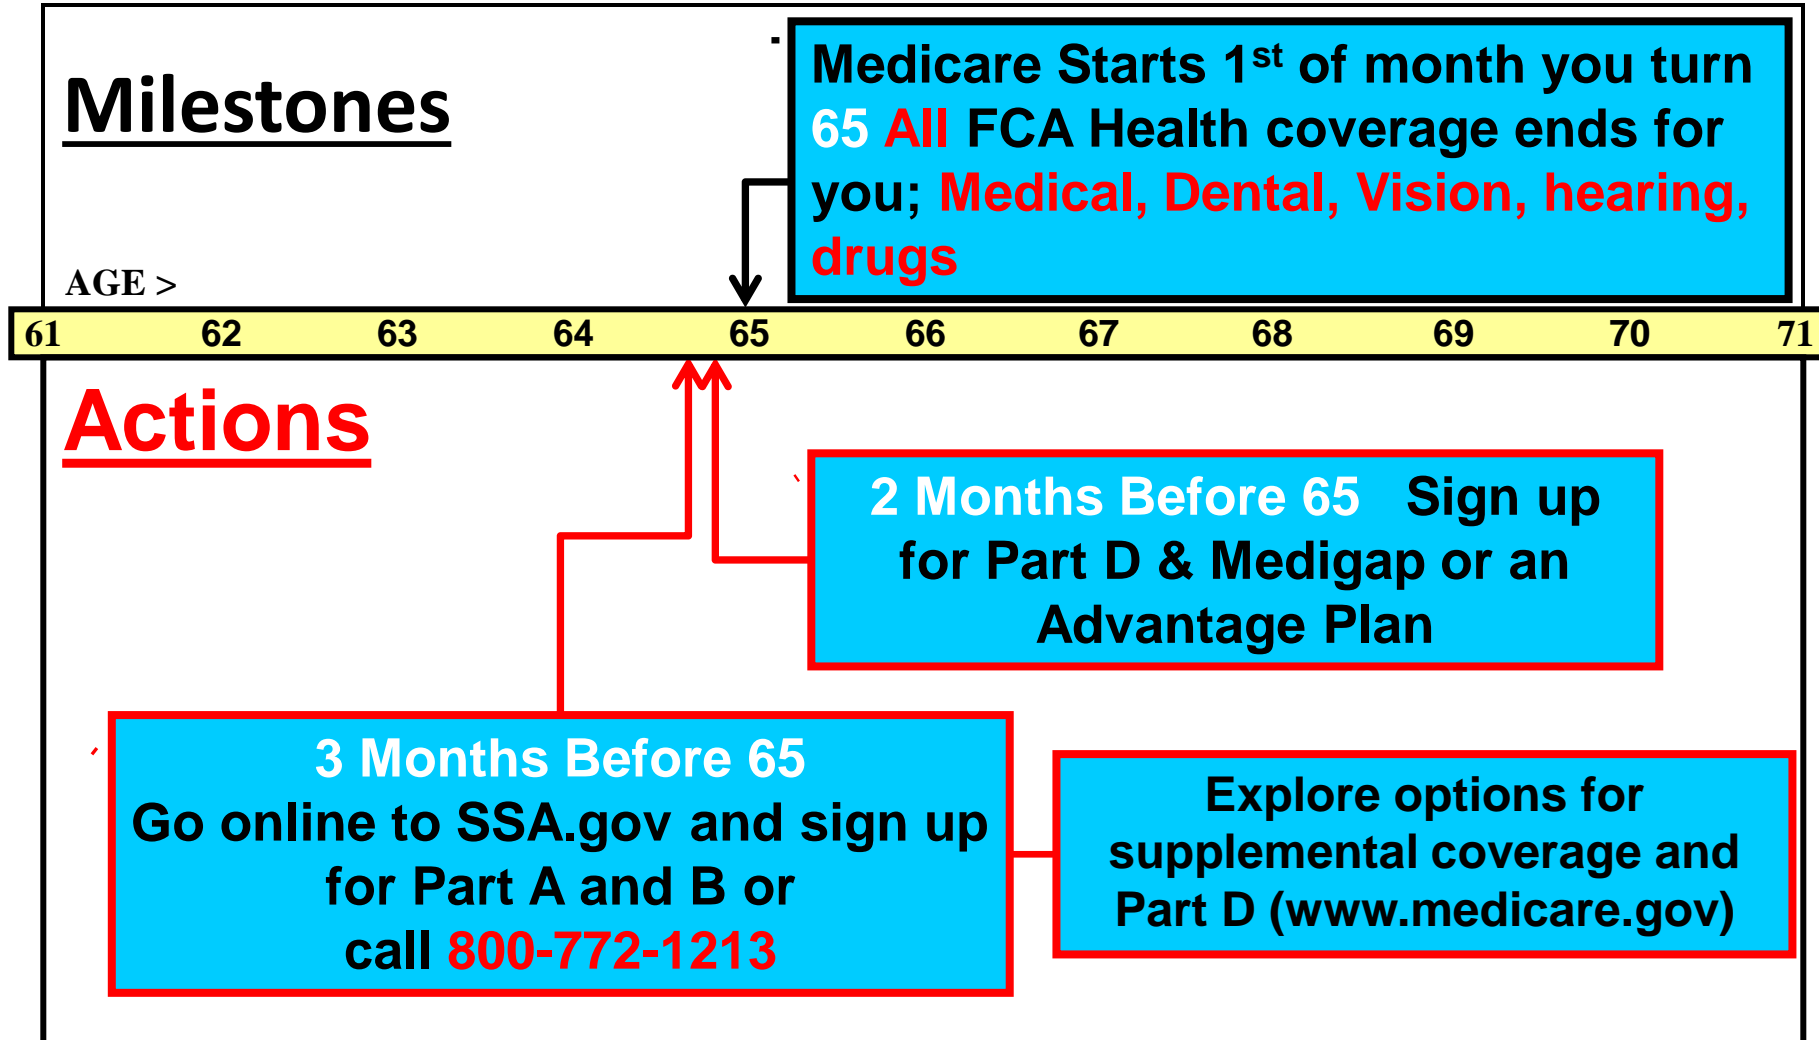 Milestones
Medicare Starts 1st of month you turn
65 All FCA Health coverage ends for
you; Medical, Dental, Vision, hearing,
drugs
AGE >
61 62 63 64 65 66 67 68 69 70 71
Actions
2 Months Before 65 Sign up
for Part D & Medigap or an
Advantage Plan
3 Months Before 65
Go online to SSA.gov and sign up
for Part A and B or
call 800-772-1213
Explore options for
supplemental coverage and
Part D (www.medicare.gov)